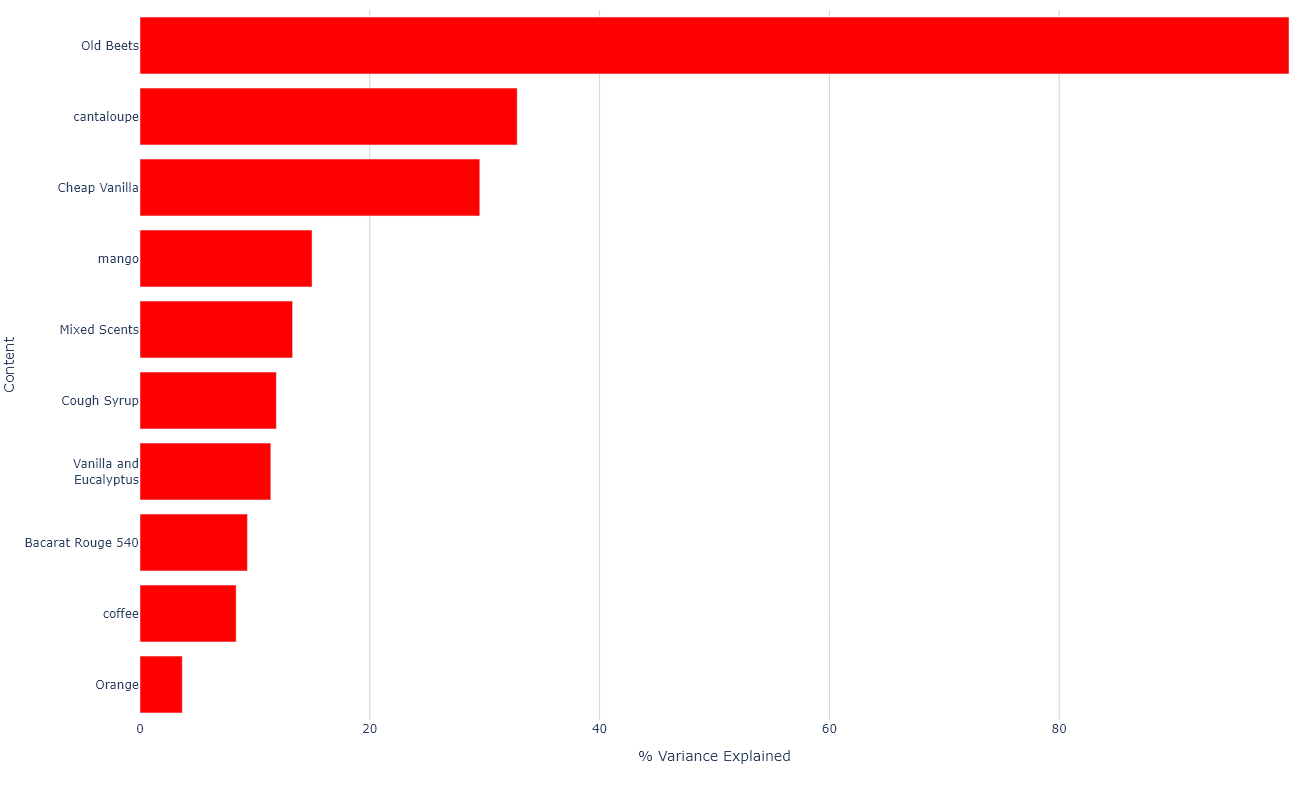 Old Beets
cantaloupe
Cheap Vanilla
mango
Mixed Scents
Cough Syrup
Vanilla and
Eucalyptus
Bacarat Rouge 540
coffee
Orange
Content
0
20
40
60
80
% Variance Explained